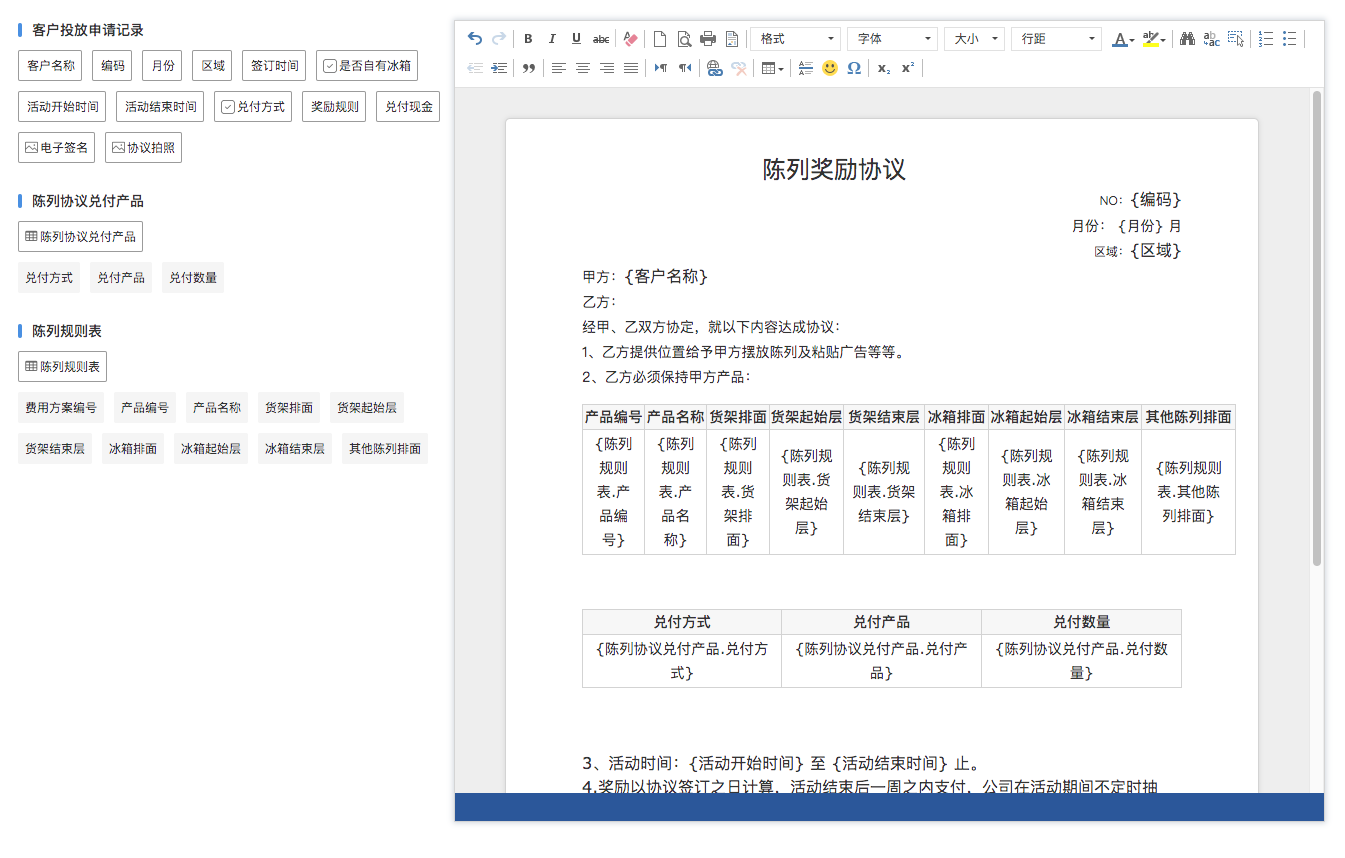 客户投放申请记录
客户名称 编码 月份 区域 签订时间 是否自有冰箱
活动开始时间 活动结束时间 兑付方式 奖励规则 兑付现金
电子签名 协议拍照
陈列协议兑付产品
陈列协议兑付产品
兑付方式 兑付产品 兑付数量
陈列规则表
陈列规则表
费用方案编号 产品编号 产品名称 货架排面 货架起始层
货架结束层 冰箱排面 冰箱起始层 冰箱结束层 其他陈列排面
B I U abc 格式 字体 大小 行距 A ab ab ac
x₂ x² Ω
陈列奖励协议
NO：{编码}
月份： {月份} 月
区域：{区域}
甲方：{客户名称}
乙方：
经甲、乙双方协定，就以下内容达成协议：
1、乙方提供位置给予甲方摆放陈列及粘贴广告等等。
2、乙方必须保持甲方产品：
产品编号 产品名称 货架排面 货架起始层 货架结束层 冰箱排面 冰箱起始层 冰箱结束层 其他陈列排面
{陈列规则表.产品编号} {陈列规则表.产品名称} {陈列规则表.货架排面} {陈列规则表.货架起始层} {陈列规则表.货架结束层} {陈列规则表.冰箱排面} {陈列规则表.冰箱起始层} {陈列规则表.冰箱结束层} {陈列规则表.其他陈列排面}
兑付方式 兑付产品 兑付数量
{陈列协议兑付产品.兑付方式} {陈列协议兑付产品.兑付产品} {陈列协议兑付产品.兑付数量}
3、活动时间：{活动开始时间} 至 {活动结束时间} 止。
4.奖励以协议签订之日计算，活动结束后一周之内支付，公司在活动期间不定时抽